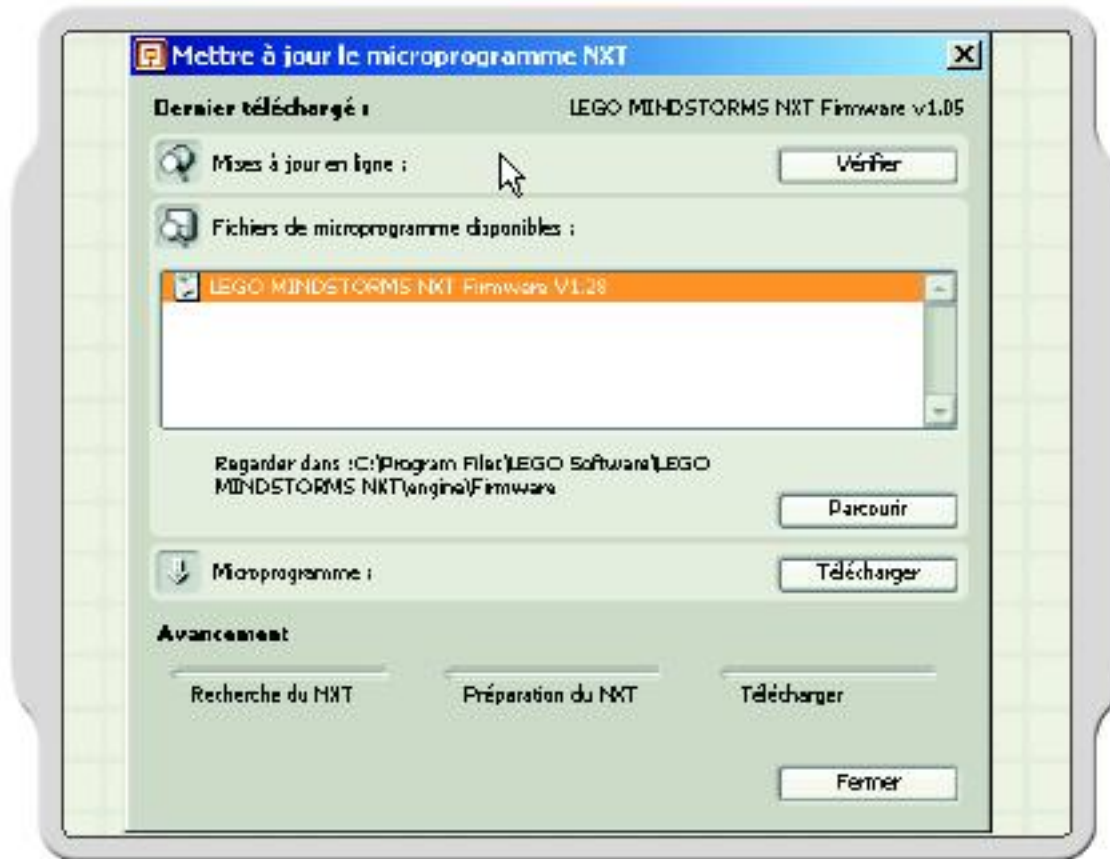 Mettre à jour le microprogramme NXT
Dernier téléchargé : LEGO MINDSTORMS NXT Firmware v1.05
Mises à jour en ligne : Vérifier
Fichiers de microprogramme disponibles :
LEGO MINDSTORMS NXT Firmware V1.28
Regarder dans :C:\Program Files\LEGO Software\LEGO
MINDSTORMS NXT\engine\Firmware
Parcourir
Microprogramme : Télécharger
Avancement
Recherche du NXT Préparation du NXT Télécharger
Fermer